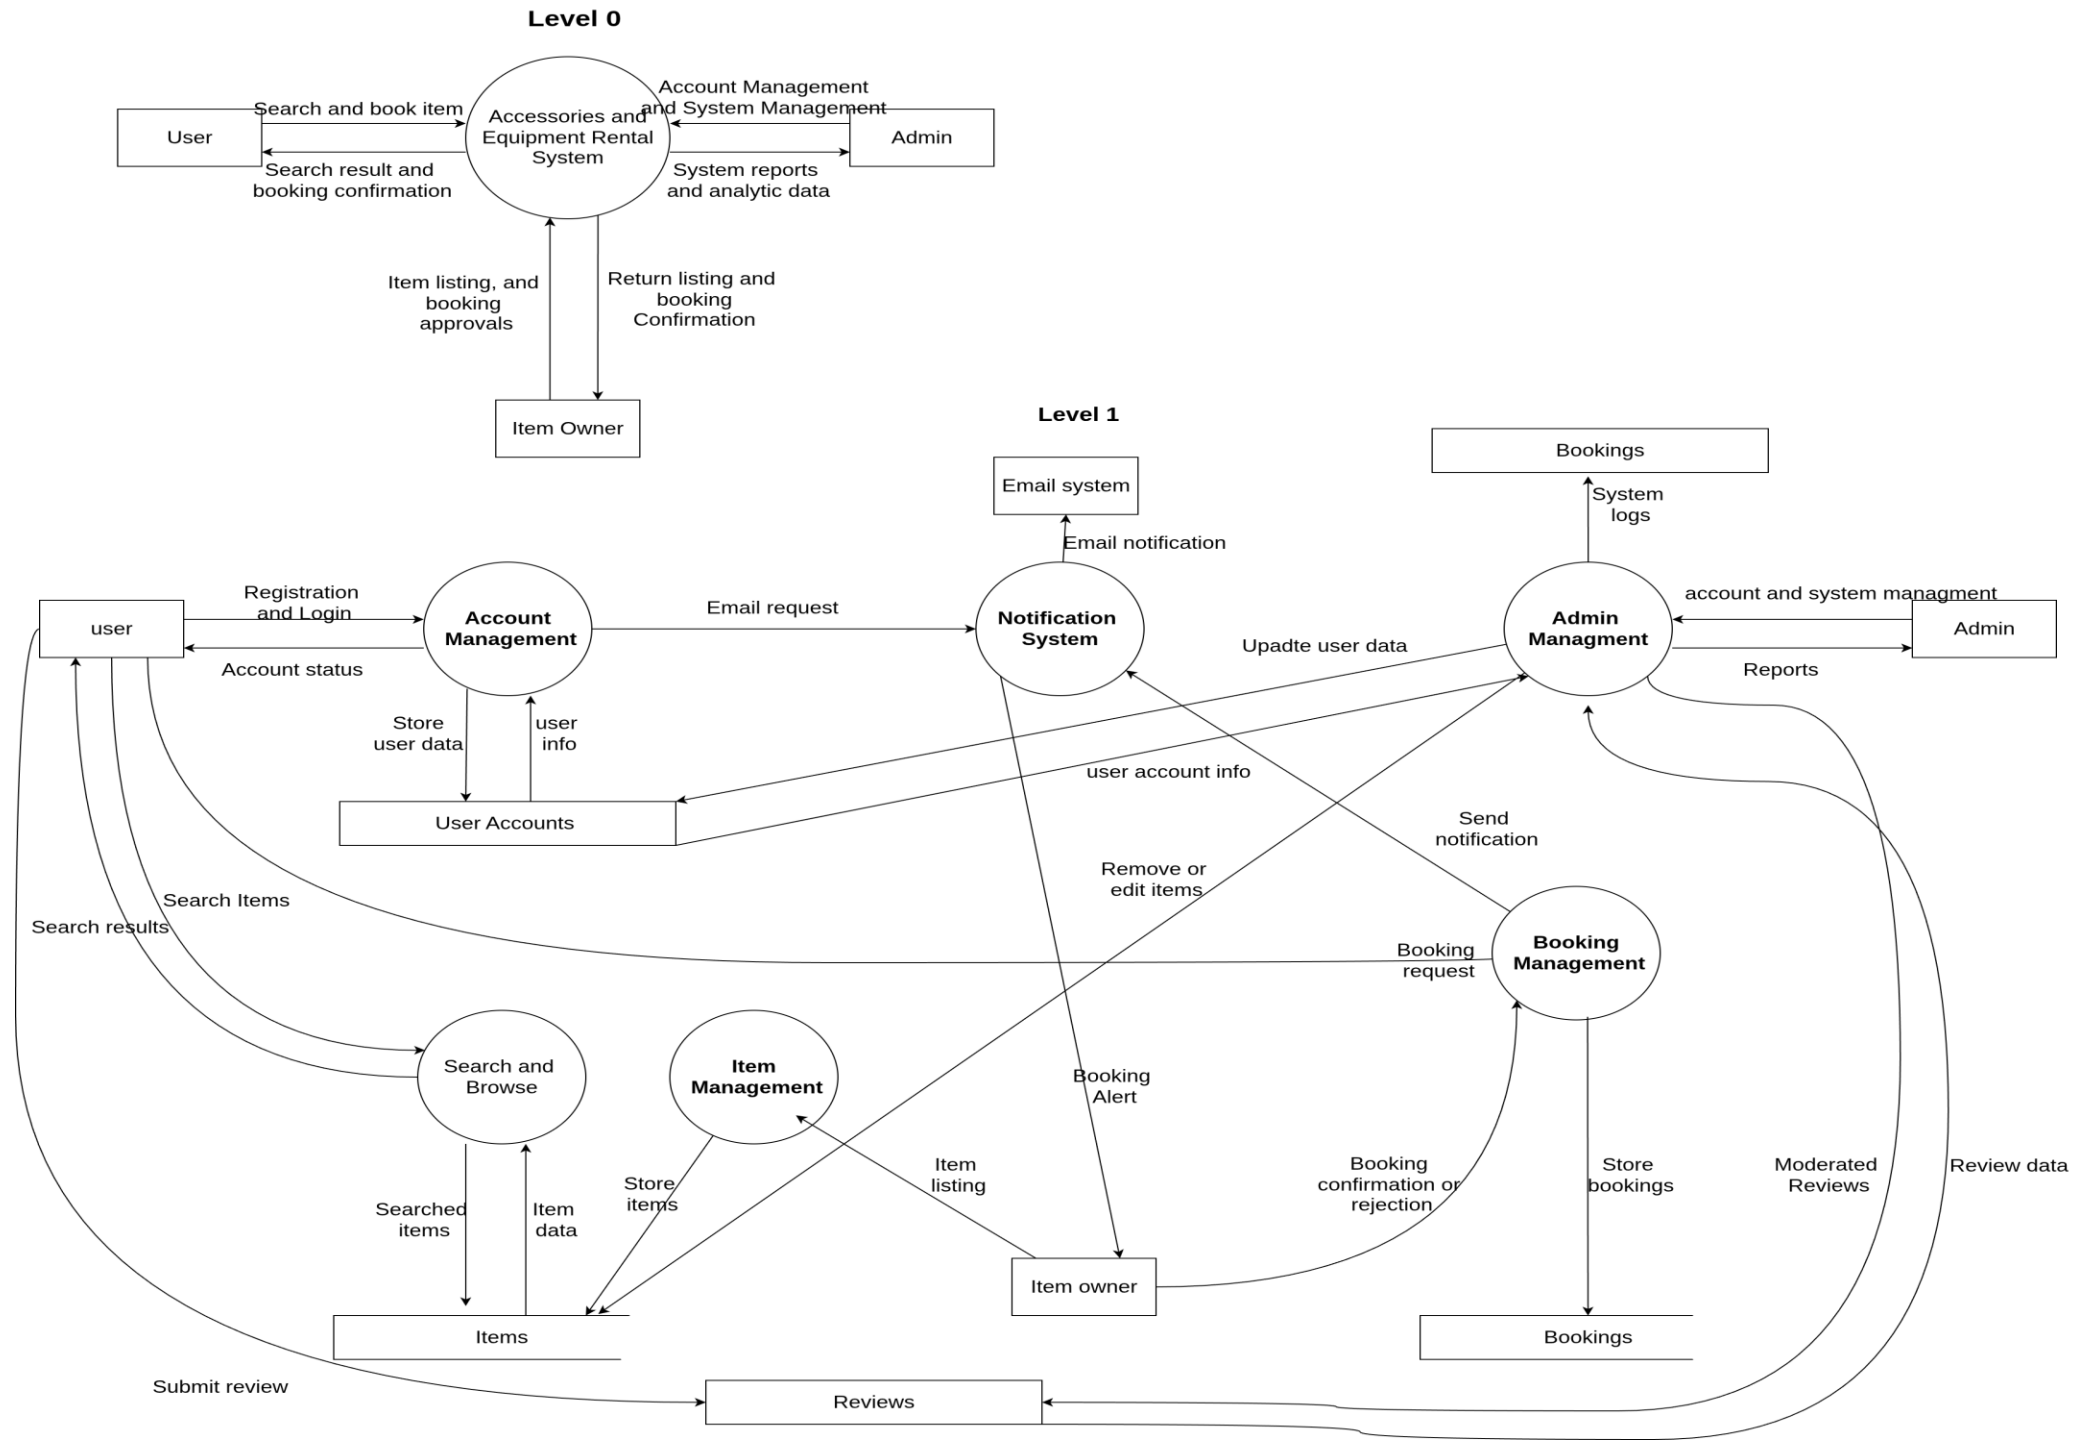 Level 0
Search and book item
Account Management
and System Management
User
Accessories and
Equipment Rental
System
Admin
Search result and
booking confirmation
System reports
and analytic data
Item listing, and
booking
approvals
Return listing and
booking
Confirmation
Item Owner
Level 1
Bookings
Email system
System
logs
Email notification
Registration
and Login
user
Account
Management
Email request
Notification
System
Admin
Managment
account and system managment
Admin
Account status
Upadte user data
Reports
Store
user data
user
info
user account info
User Accounts
Send
notification
Remove or
edit items
Search Items
Search results
Booking
request
Booking
Management
Search and
Browse
Item
Management
Booking
Alert
Searched
items
Item
data
Store
items
Item
listing
Booking
confirmation or
rejection
Store
bookings
Moderated
Reviews
Review data
Item owner
Items
Bookings
Submit review
Reviews